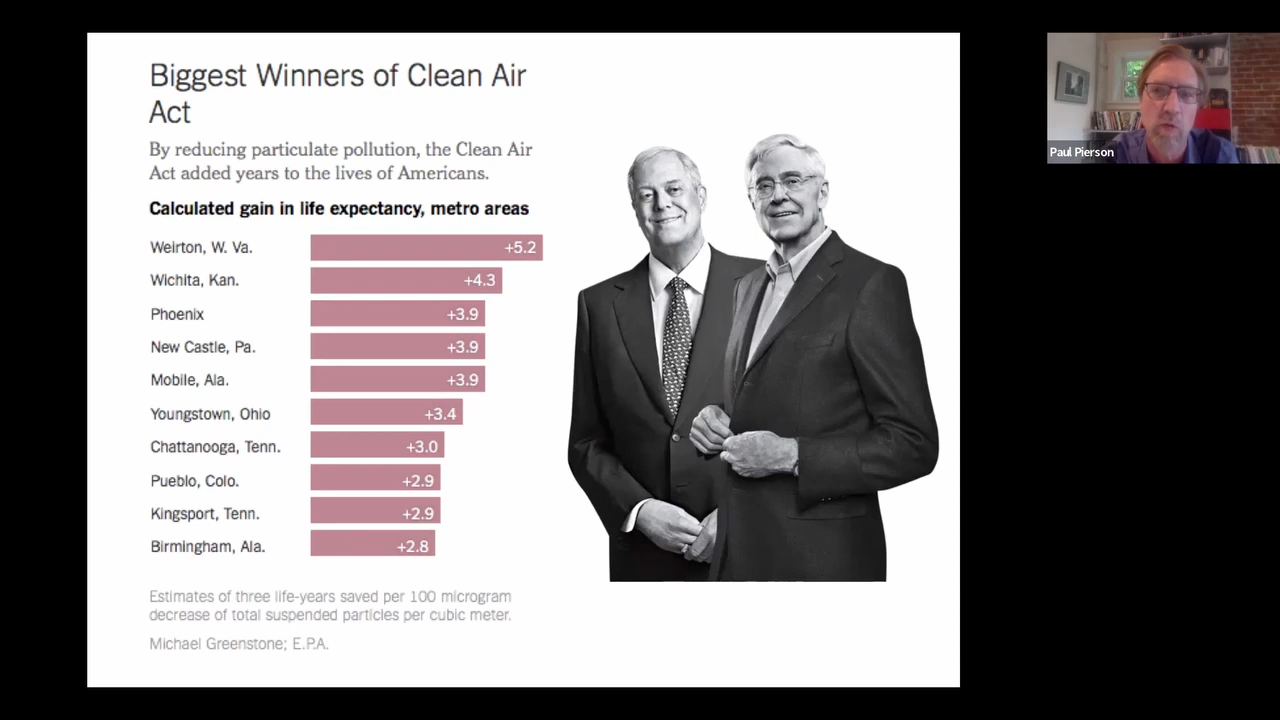 Biggest Winners of Clean Air
Act
By reducing particulate pollution, the Clean Air
Act added years to the lives of Americans.
Calculated gain in life expectancy, metro areas
Weirton, W. Va. +5.2
Wichita, Kan. +4.3
Phoenix +3.9
New Castle, Pa. +3.9
Mobile, Ala. +3.9
Youngstown, Ohio +3.4
Chattanooga, Tenn. +3.0
Pueblo, Colo. +2.9
Kingsport, Tenn. +2.9
Birmingham, Ala. +2.8
Estimates of three life-years saved per 100 microgram
decrease of total suspended particles per cubic meter.
Michael Greenstone; E.P.A.
Paul Pierson